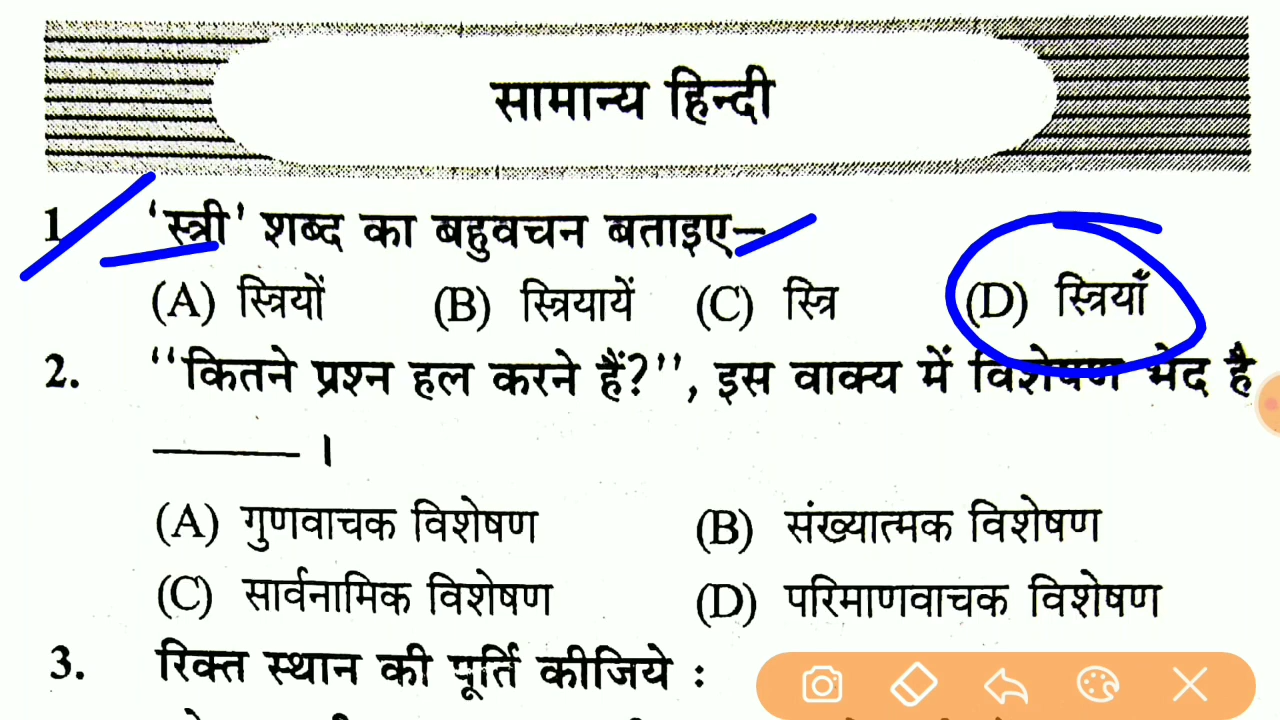 सामान्य हिन्दी
1 'स्त्री' शब्द का बहुवचन बताइए–
(A) स्त्रियों (B) स्त्रियायें (C) स्त्रि (D) स्त्रियाँ
2. ''कितने प्रश्न हल करने हैं?'', इस वाक्य में विशेषण भेद है
______ ।
(A) गुणवाचक विशेषण (B) संख्यात्मक विशेषण
(C) सार्वनामिक विशेषण (D) परिमाणवाचक विशेषण
3. रिक्त स्थान की पूर्ति कीजिये :